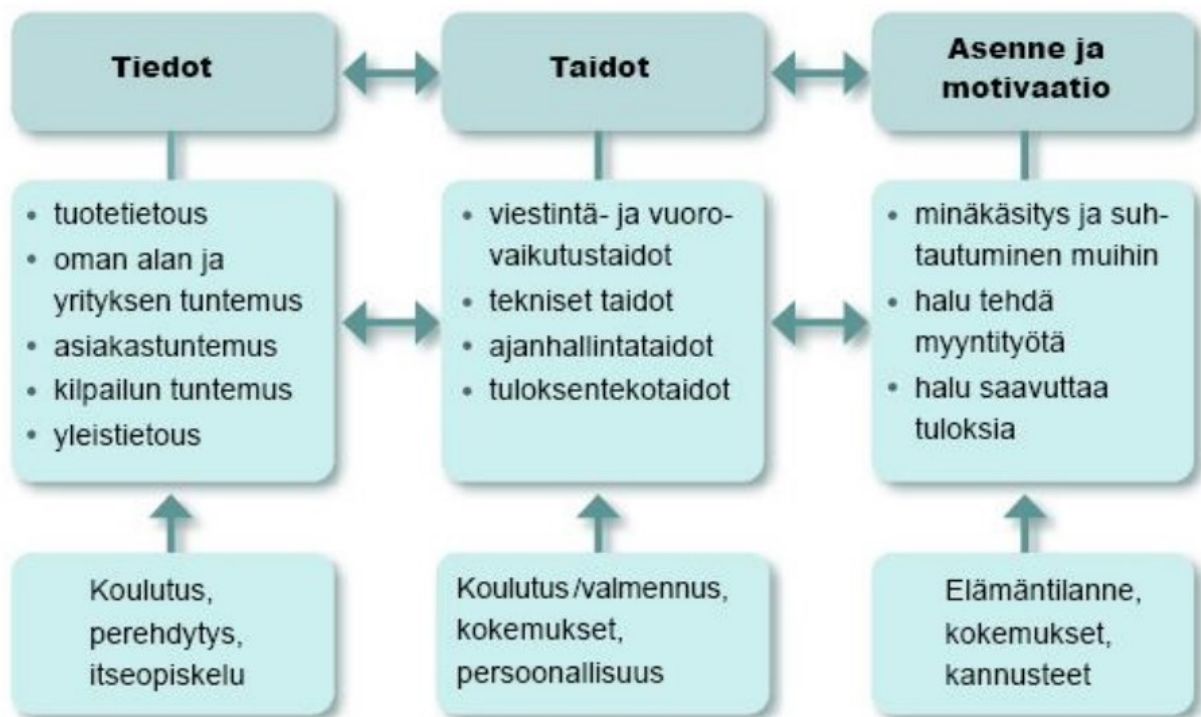 Tiedot
Taidot
Asenne ja
motivaatio
• tuotetietous
• oman alan ja
yrityksen tuntemus
• asiakastuntemus
• kilpailun tuntemus
• yleistietous
• viestintä- ja vuoro-
vaikutustaidot
• tekniset taidot
• ajanhallintataidot
• tuloksentekotaidot
• minäkäsitys ja suh-
tautuminen muihin
• halu tehdä
myyntityötä
• halu saavuttaa
tuloksia
Koulutus,
perehdytys,
itseopiskelu
Koulutus/valmennus,
kokemukset,
persoonallisuus
Elämäntilanne,
kokemukset,
kannusteet